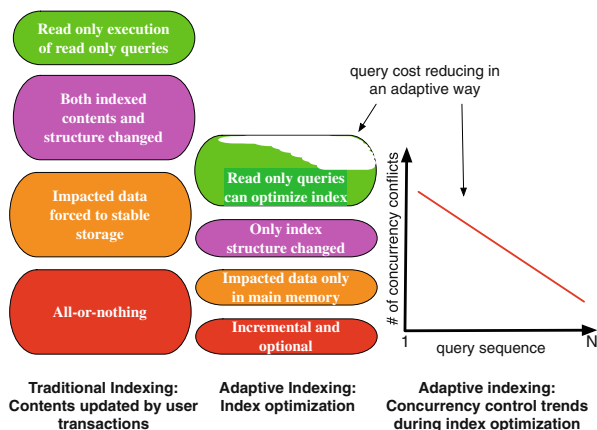 Read only execution
of read only queries
Both indexed
contents and
structure changed
Impacted data
forced to stable
storage
All-or-nothing
Traditional Indexing:
Contents updated by user
transactions
Read only queries
can optimize index
Only index
structure changed
Impacted data only
in main memory
Incremental and
optional
Adaptive Indexing:
Index optimization
query cost reducing in
an adaptive way
# of concurrency conflicts
1
query sequence
N
Adaptive indexing:
Concurrency control trends
during index optimization